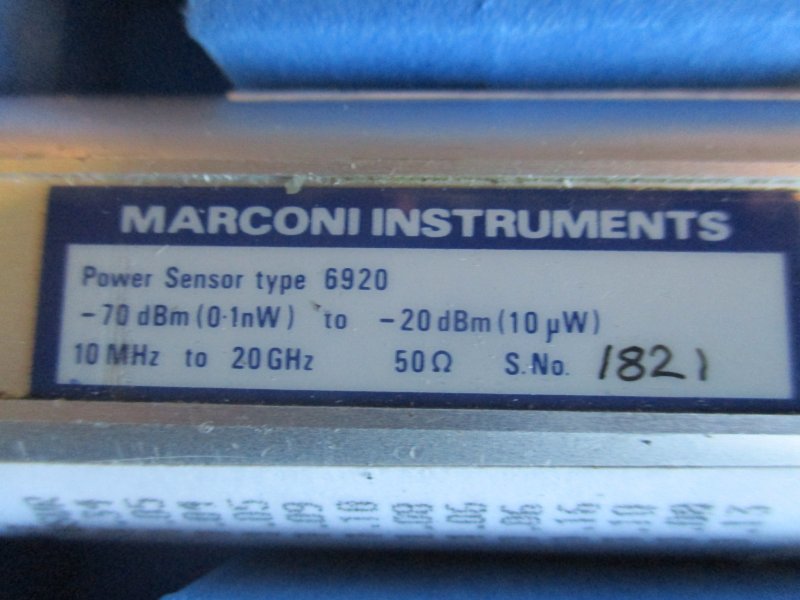 MARCONI INSTRUMENTS
Power Sensor type 6920
-70 dBm (0·1nW) to -20 dBm (10 µW)
10 MHz to 20 GHz 50Ω S.No. 1821